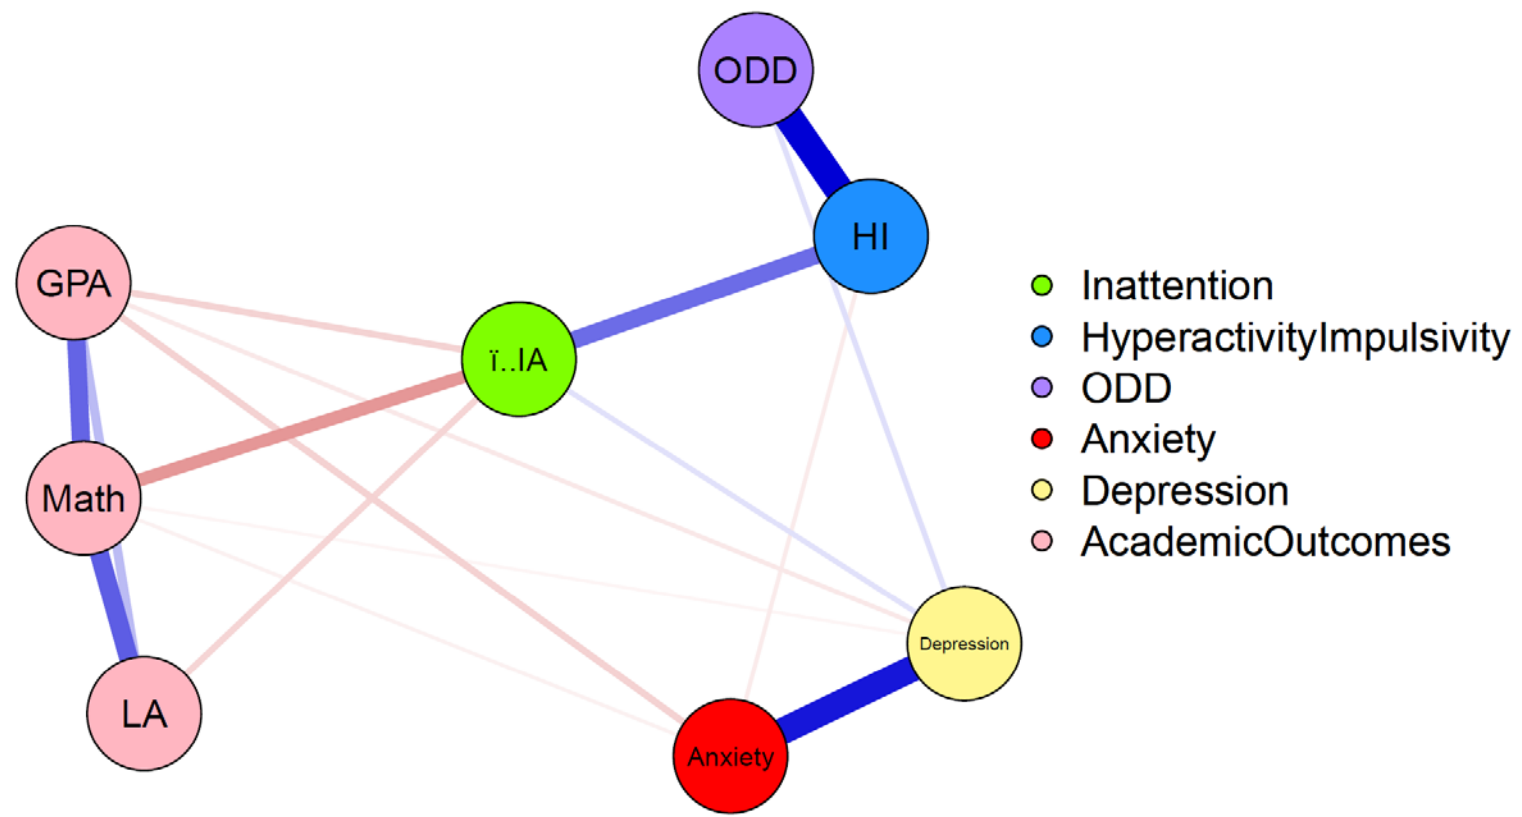 ODD
HI
GPA
ï..IA
Math
LA
Depression
Anxiety
Inattention
HyperactivityImpulsivity
ODD
Anxiety
Depression
AcademicOutcomes